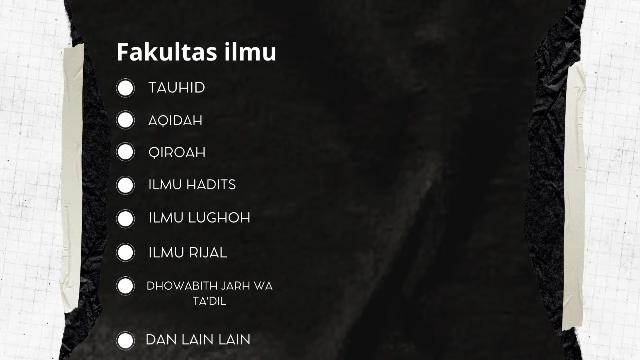 Fakultas ilmu
TAUHID
AQIDAH
QIROAH
ILMU HADITS
ILMU LUGHOH
ILMU RIJAL
DHOWABITH JARH WA
TA'DIL
DAN LAIN LAIN